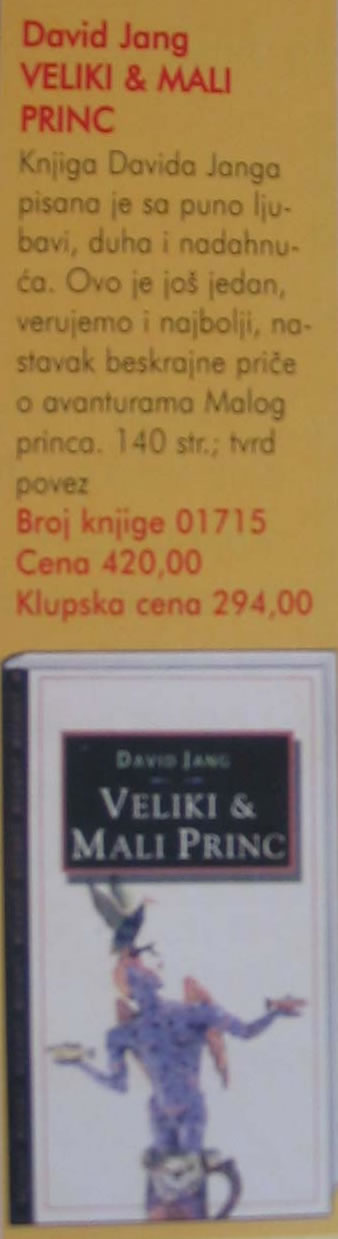 David Jang
VELIKI & MALI
PRINC
Knjiga Davida Janga
pisana je sa puno lju-
bavi, duha i nadahnu-
ća. Ovo je još jedan,
verujemo i najbolji, na-
stavak beskrajne priče
o avanturama Malog
princa. 140 str.; tvrd
povez
Broj knjige 01715
Cena 420,00
Klupska cena 294,00
DAVID JANG
VELIKI &
MALI PRINC